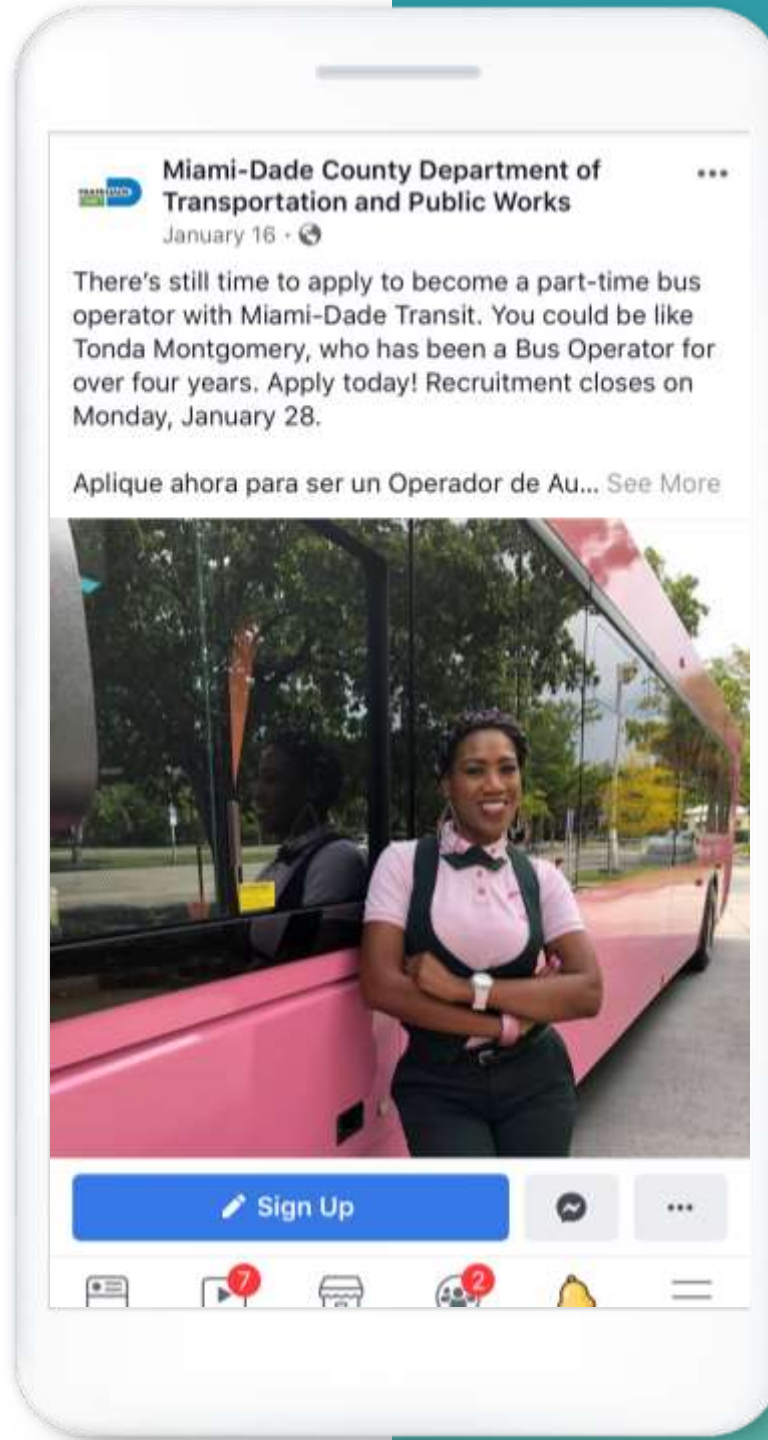 Miami-Dade County Department of
Transportation and Public Works
January 16 ·
There's still time to apply to become a part-time bus
operator with Miami-Dade Transit. You could be like
Tonda Montgomery, who has been a Bus Operator for
over four years. Apply today! Recruitment closes on
Monday, January 28.
Aplique ahora para ser un Operador de Au... See More
Sign Up
7
2